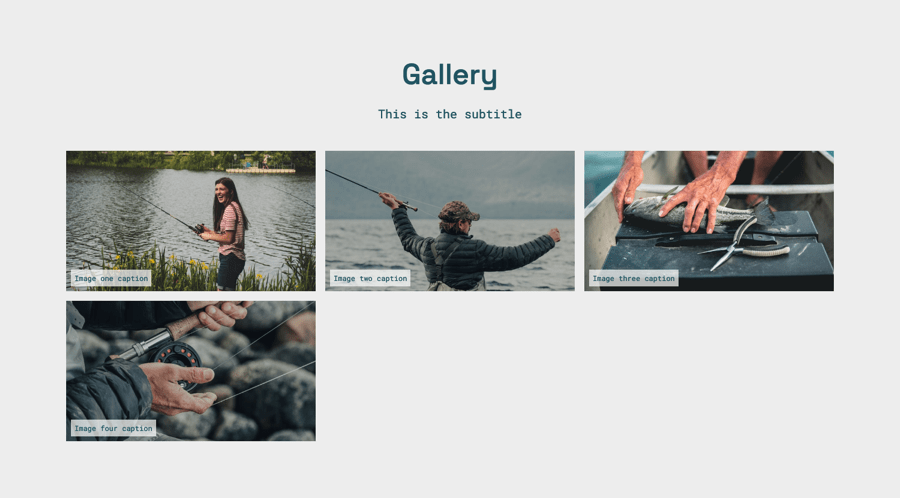 Gallery
This is the subtitle
Image one caption
Image two caption
Image three caption
Image four caption